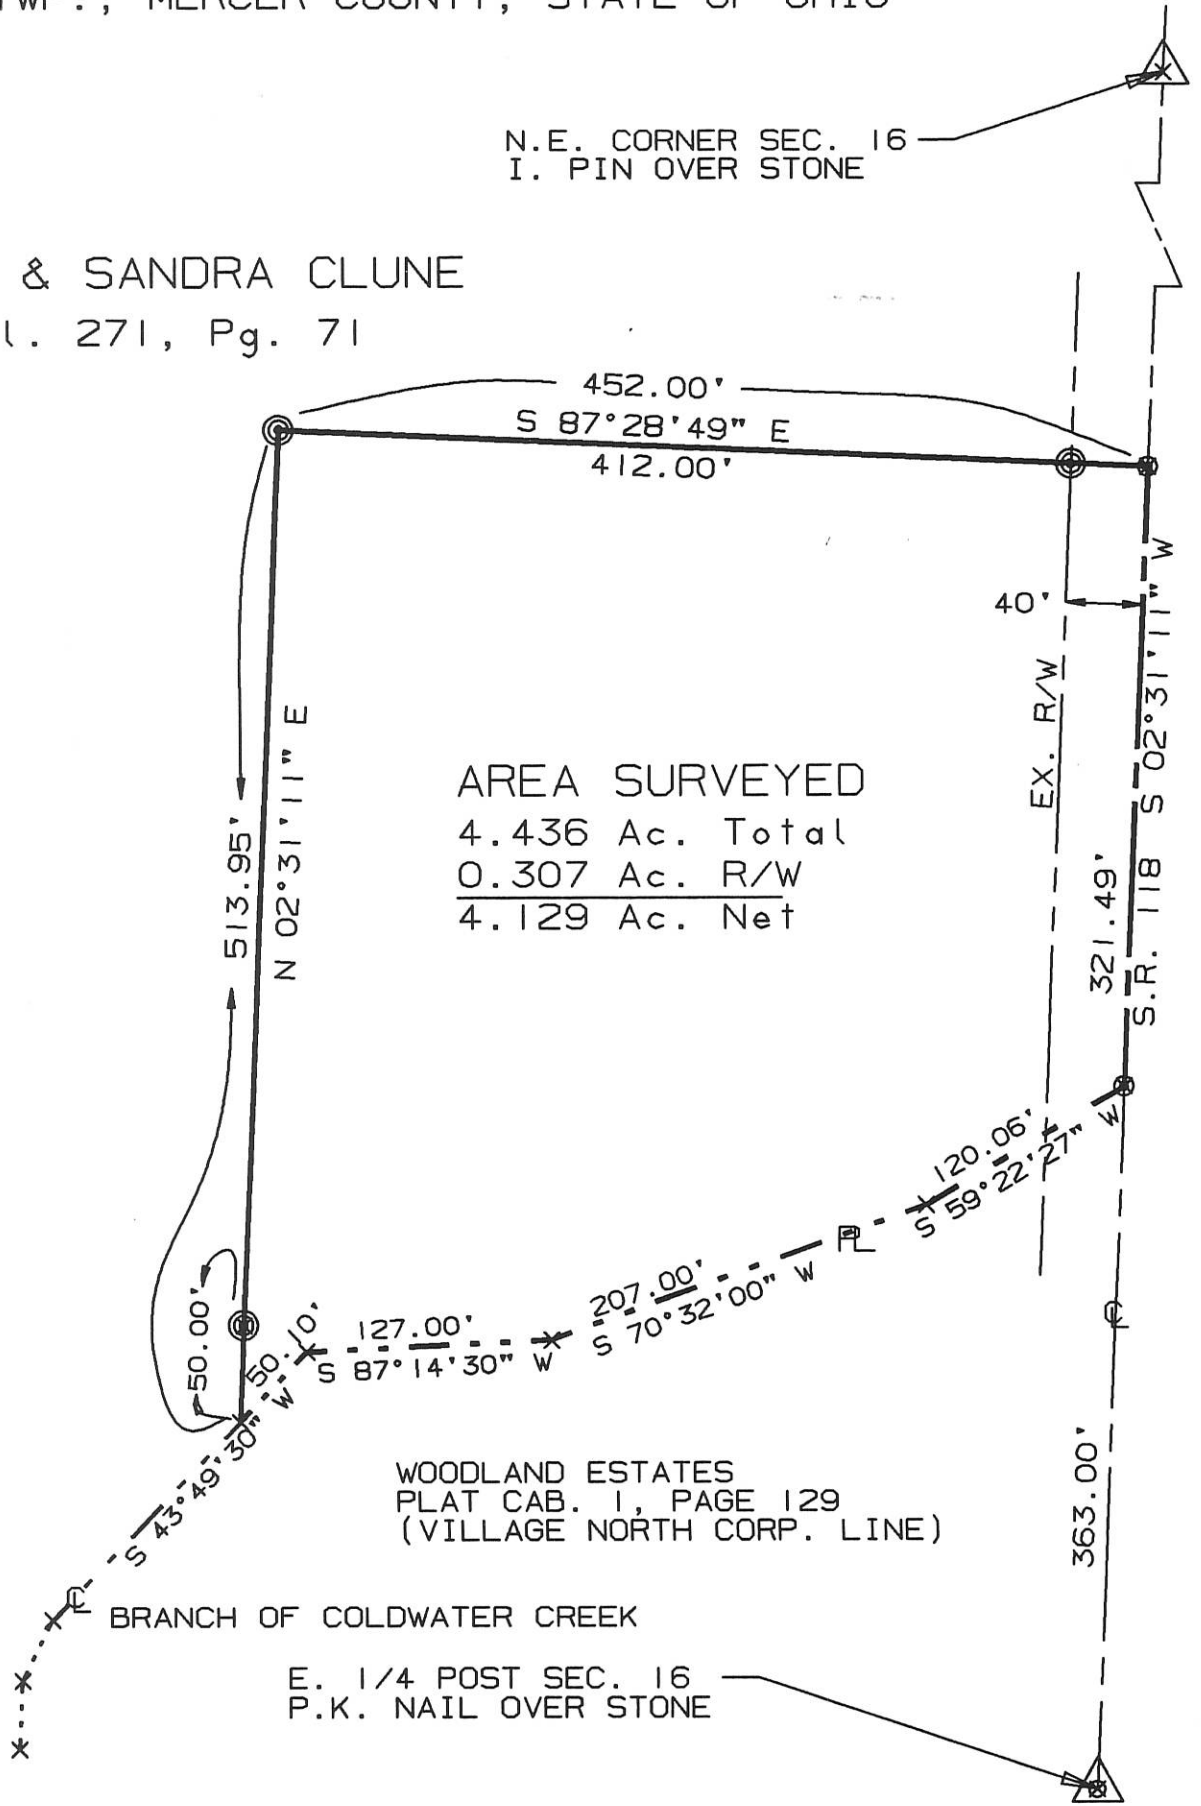 TWP., MERCER COUNTY, STATE OF OHIO
N.E. CORNER SEC. 16
I. PIN OVER STONE
& SANDRA CLUNE
l. 271, Pg. 71
452.00'
S 87°28'49" E
412.00'
40'
EX. R/W
S.R. 118 S 02°31'11" W
321.49'
513.95'
N 02°31'11" E
AREA SURVEYED
4.436 Ac. Total
0.307 Ac. R/W
4.129 Ac. Net
120.06'
S 59°22'27" W
PL
207.00'
S 70°32'00" W
127.00'
S 87°14'30" W
50.10'
50.00'
S 43°49'30" W
CL
363.00'
WOODLAND ESTATES
PLAT CAB. 1, PAGE 129
(VILLAGE NORTH CORP. LINE)
CL BRANCH OF COLDWATER CREEK
E. 1/4 POST SEC. 16
P.K. NAIL OVER STONE